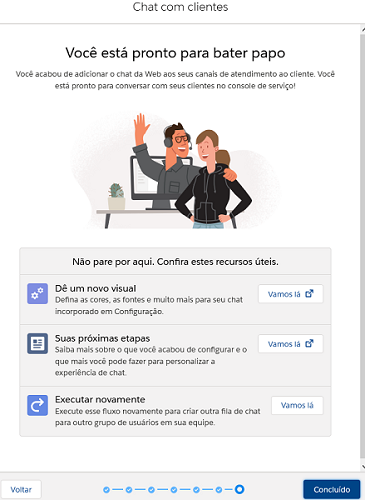 Chat com clientes
Você está pronto para bater papo
Você acabou de adicionar o chat da Web aos seus canais de atendimento ao cliente. Você
está pronto para conversar com seus clientes no console de serviço!
Não pare por aqui. Confira estes recursos úteis.
Dê um novo visual
Defina as cores, as fontes e muito mais para seu chat
incorporado em Configuração.
Vamos lá
Suas próximas etapas
Saiba mais sobre o que você acabou de configurar e o
que mais você pode fazer para personalizar a
experiência de chat.
Vamos lá
Executar novamente
Execute esse fluxo novamente para criar outra fila de chat
para outro grupo de usuários em sua equipe.
Vamos lá
Voltar
Concluído